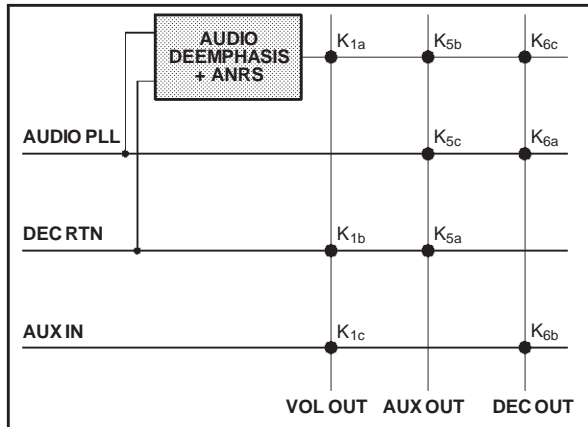 AUDIO
DEEMPHASIS
+ ANRS
K1a K5b K6c
AUDIO PLL
K5c K6a
DEC RTN
K1b K5a
AUX IN
K1c K6b
VOL OUT AUX OUT DEC OUT